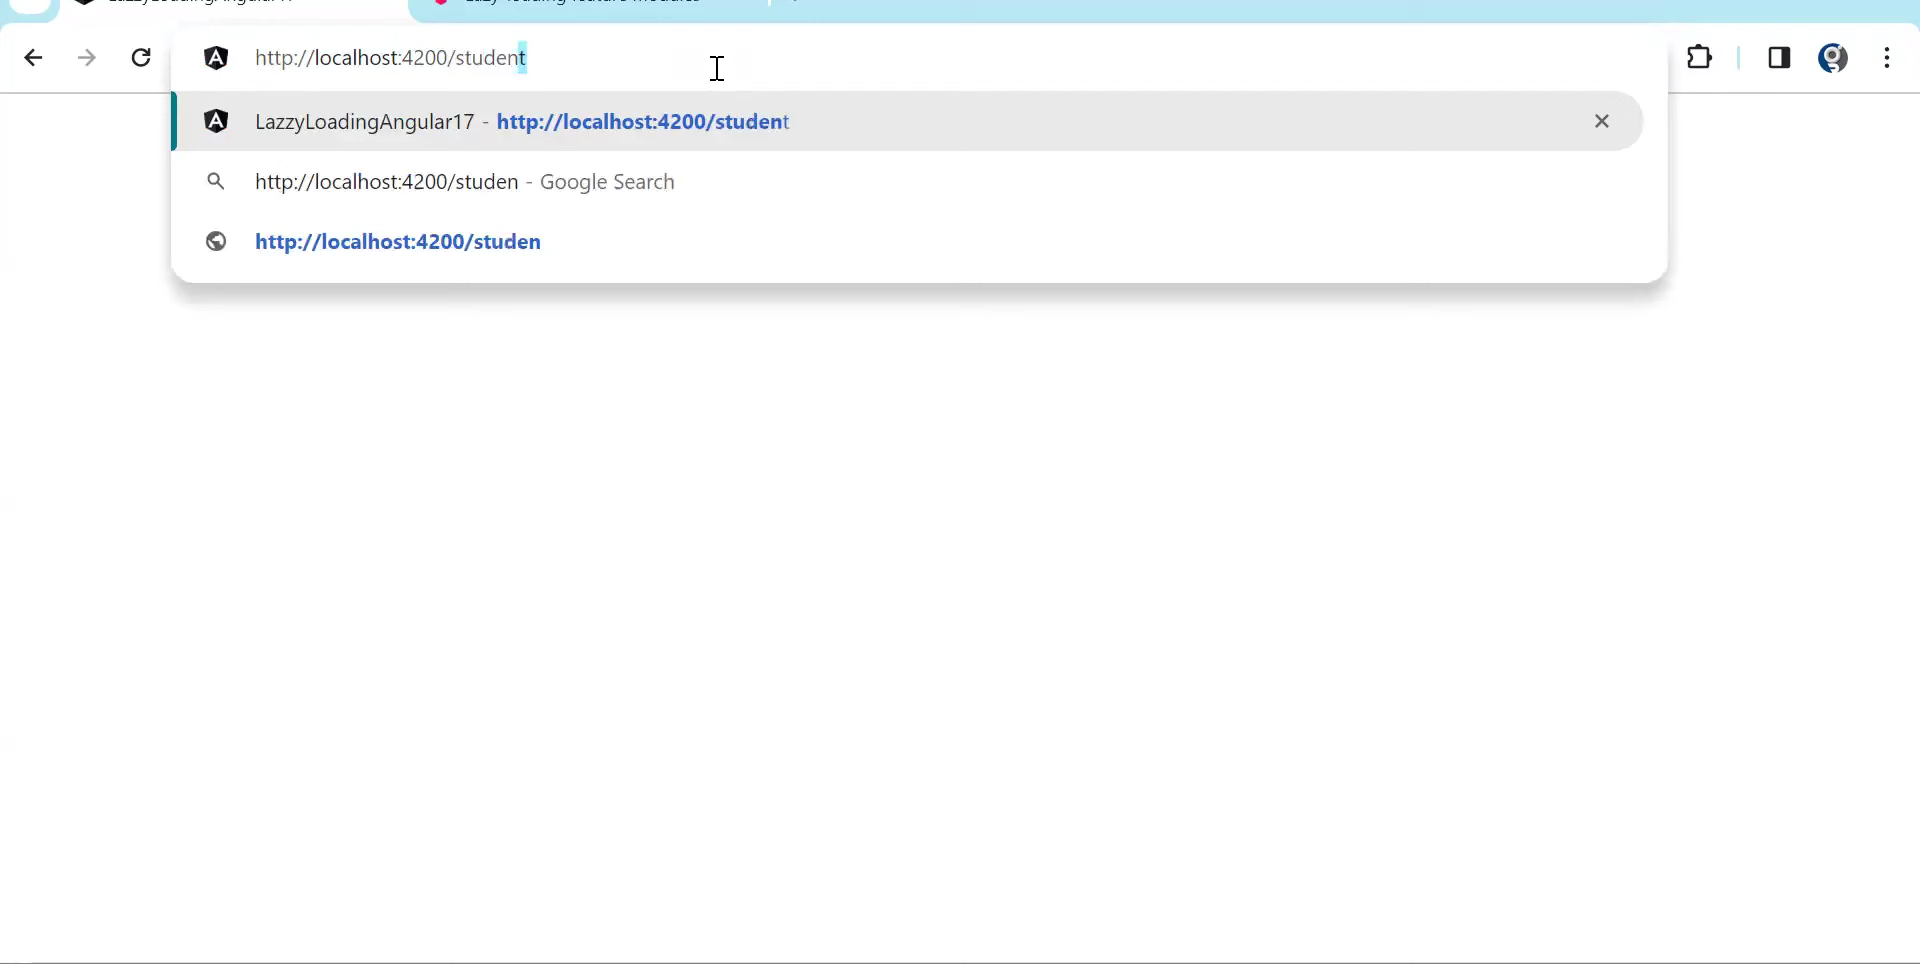 LazzyLoadingAngular17
http://localhost:4200/student
LazzyLoadingAngular17 - http://localhost:4200/student
http://localhost:4200/studen - Google Search
http://localhost:4200/studen